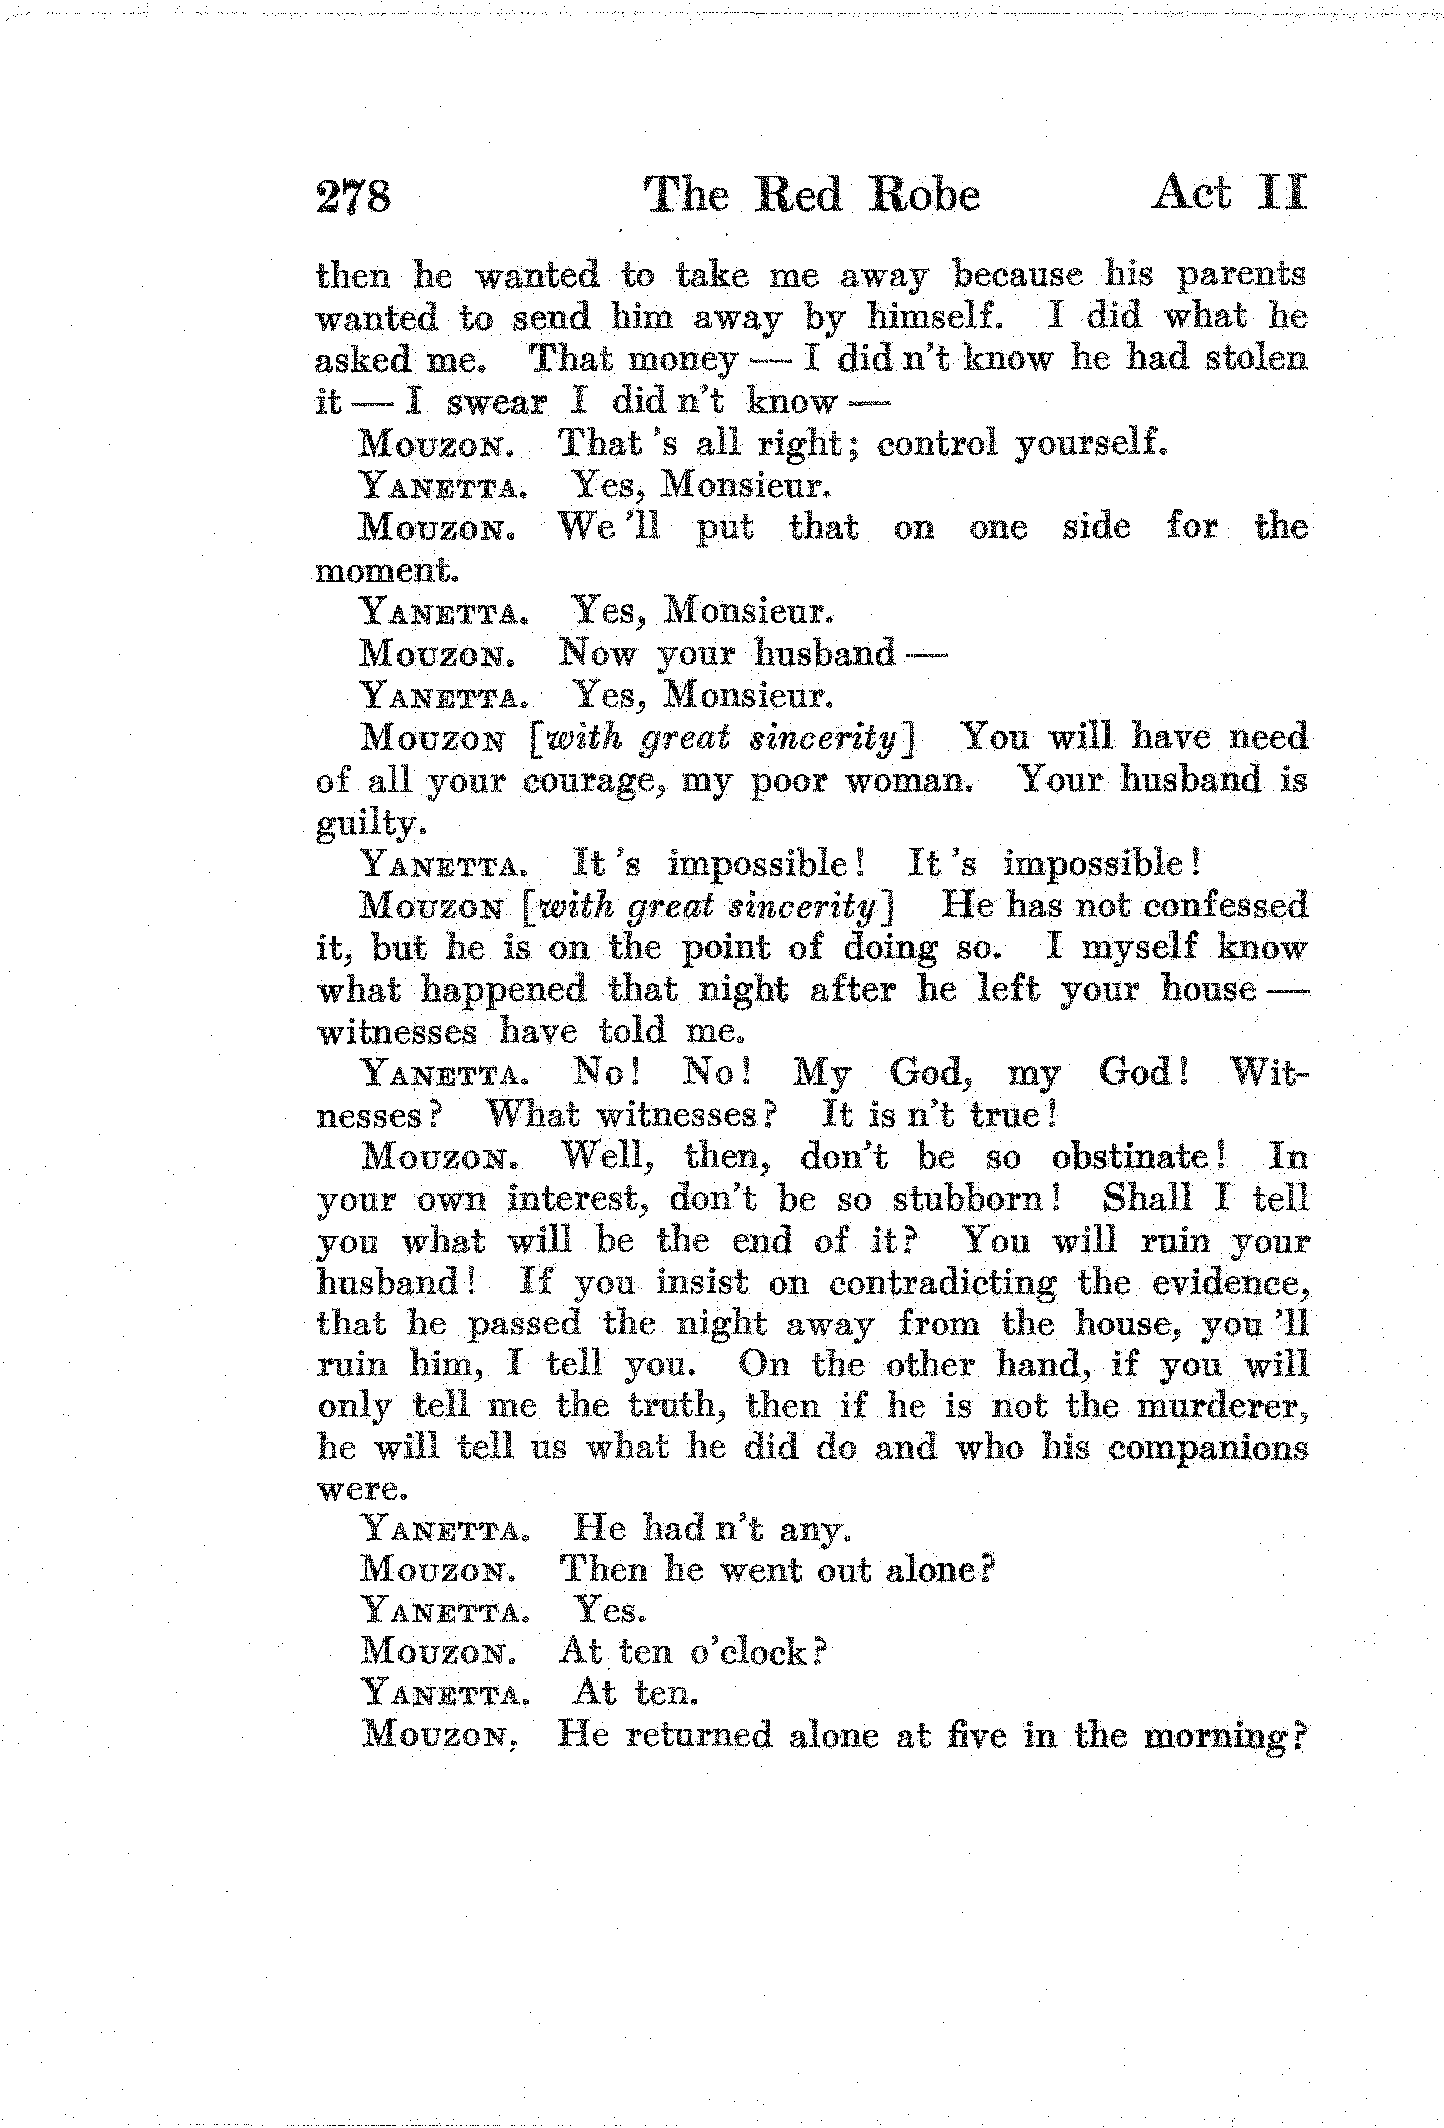 278 The Red Robe Act II
then he wanted to take me away because his parents
wanted to send him away by himself. I did what he
asked me. That money — I did n't know he had stolen
it — I swear I did n't know —
MOUZON. That 's all right; control yourself.
YANETTA. Yes, Monsieur.
MOUZON. We 'll put that on one side for the
moment.
YANETTA. Yes, Monsieur.
MOUZON. Now your husband —
YANETTA. Yes, Monsieur.
MOUZON [with great sincerity] You will have need
of all your courage, my poor woman. Your husband is
guilty.
YANETTA. It 's impossible! It 's impossible!
MOUZON [with great sincerity] He has not confessed
it, but he is on the point of doing so. I myself know
what happened that night after he left your house —
witnesses have told me.
YANETTA. No! No! My God, my God! Wit-
nesses? What witnesses? It is n't true!
MOUZON. Well, then, don't be so obstinate! In
your own interest, don't be so stubborn! Shall I tell
you what will be the end of it? You will ruin your
husband! If you insist on contradicting the evidence,
that he passed the night away from the house, you 'll
ruin him, I tell you. On the other hand, if you will
only tell me the truth, then if he is not the murderer,
he will tell us what he did do and who his companions
were.
YANETTA. He had n't any.
MOUZON. Then he went out alone?
YANETTA. Yes.
MOUZON. At ten o'clock?
YANETTA. At ten.
MOUZON. He returned alone at five in the morning?